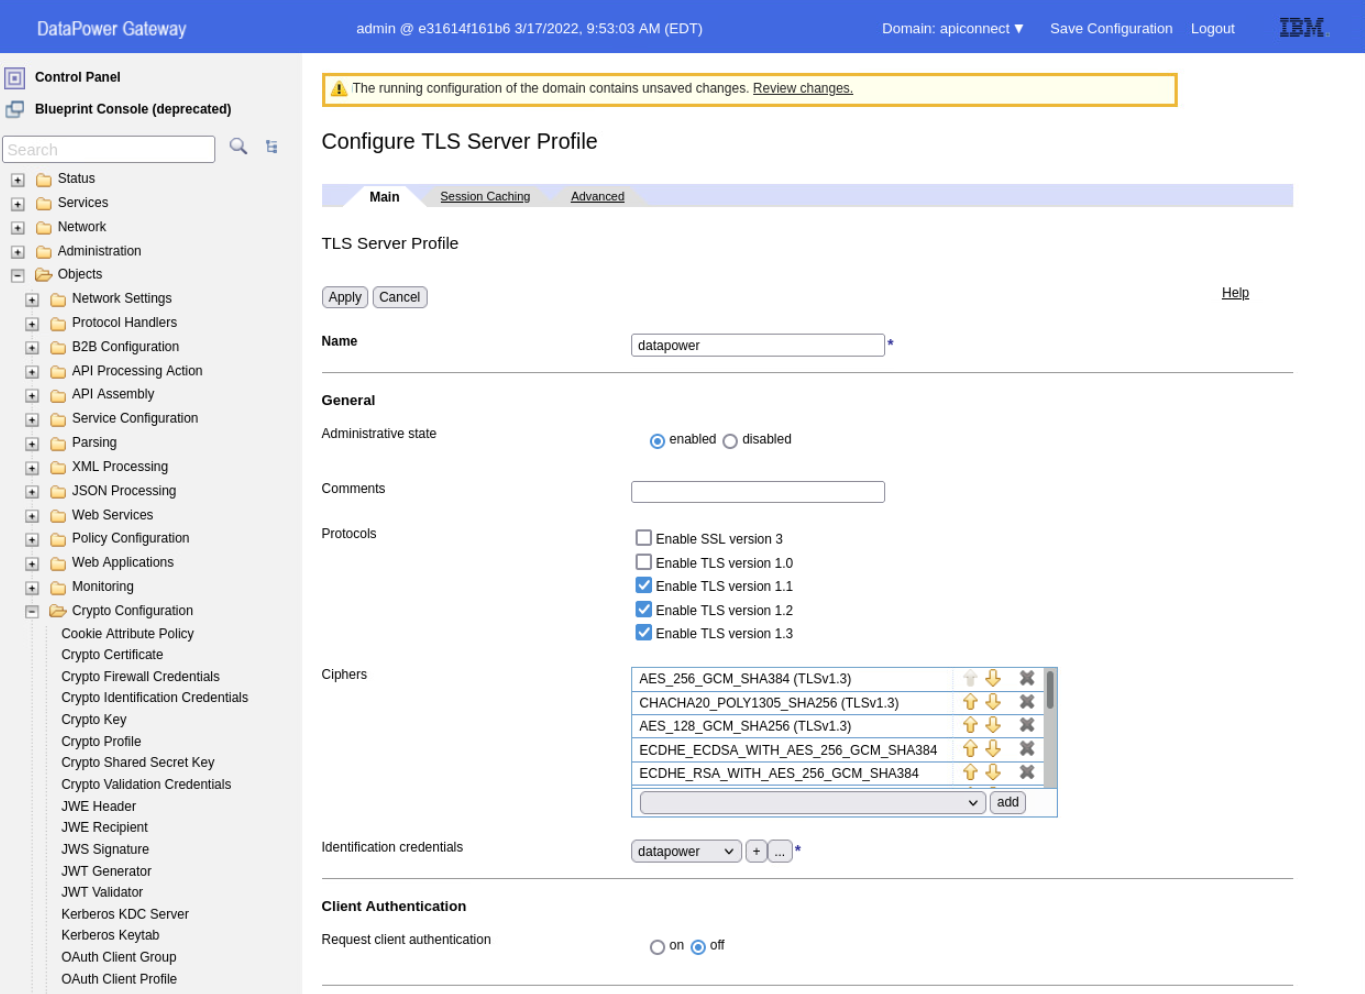 DataPower Gateway
admin @ e31614f161b6 3/17/2022, 9:53:03 AM (EDT)
Domain: apiconnect ▼
Save Configuration
Logout
IBM
Control Panel
Blueprint Console (deprecated)
Search
Status
Services
Network
Administration
Objects
Network Settings
Protocol Handlers
B2B Configuration
API Processing Action
API Assembly
Service Configuration
Parsing
XML Processing
JSON Processing
Web Services
Policy Configuration
Web Applications
Monitoring
Crypto Configuration
Cookie Attribute Policy
Crypto Certificate
Crypto Firewall Credentials
Crypto Identification Credentials
Crypto Key
Crypto Profile
Crypto Shared Secret Key
Crypto Validation Credentials
JWE Header
JWE Recipient
JWS Signature
JWT Generator
JWT Validator
Kerberos KDC Server
Kerberos Keytab
OAuth Client Group
OAuth Client Profile
The running configuration of the domain contains unsaved changes. Review changes.
Configure TLS Server Profile
Main
Session Caching
Advanced
TLS Server Profile
Apply
Cancel
Help
Name
datapower
*
General
Administrative state
enabled
disabled
Comments
Protocols
Enable SSL version 3
Enable TLS version 1.0
Enable TLS version 1.1
Enable TLS version 1.2
Enable TLS version 1.3
Ciphers
AES_256_GCM_SHA384 (TLSv1.3)
CHACHA20_POLY1305_SHA256 (TLSv1.3)
AES_128_GCM_SHA256 (TLSv1.3)
ECDHE_ECDSA_WITH_AES_256_GCM_SHA384
ECDHE_RSA_WITH_AES_256_GCM_SHA384
add
Identification credentials
datapower
+
...
*
Client Authentication
Request client authentication
on
off